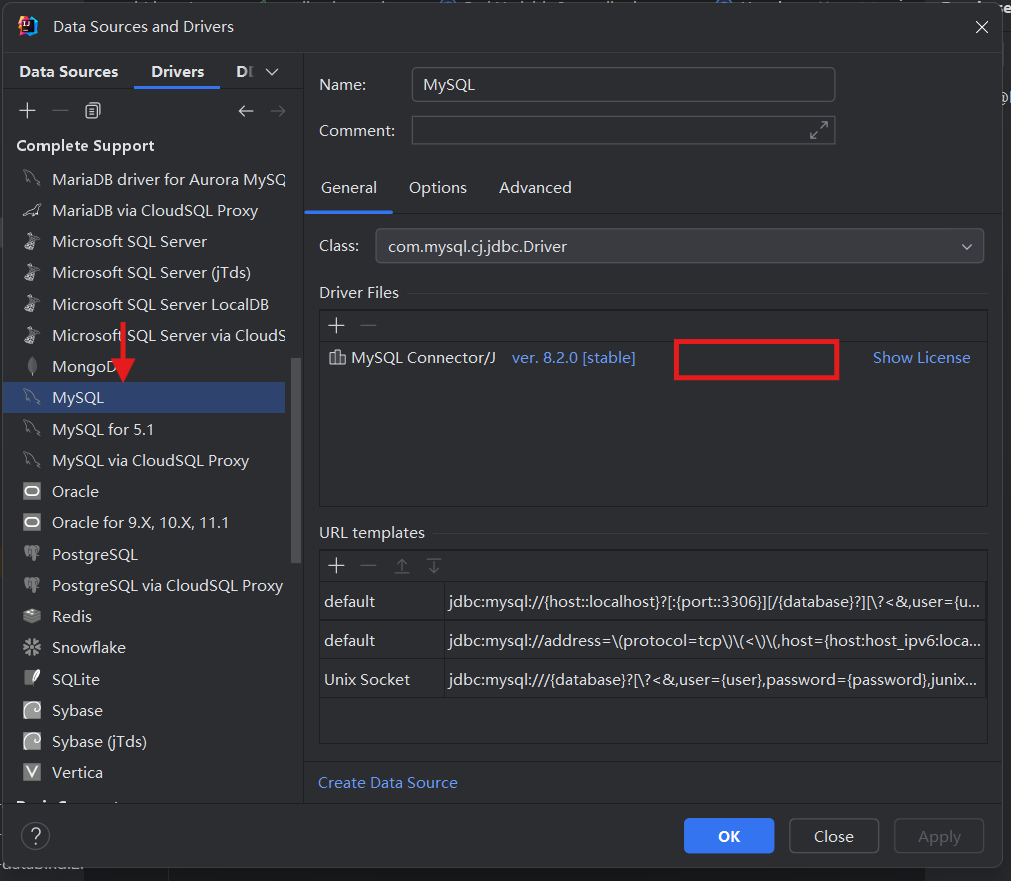 Data Sources and Drivers
Data Sources
Drivers
Name:
MySQL
Comment:
Complete Support
MariaDB driver for Aurora MySQ
MariaDB via CloudSQL Proxy
Microsoft SQL Server
Microsoft SQL Server (jTds)
Microsoft SQL Server LocalDB
Microsoft SQL Server via CloudS
MongoD
MySQL
MySQL for 5.1
MySQL via CloudSQL Proxy
Oracle
Oracle for 9.X, 10.X, 11.1
PostgreSQL
PostgreSQL via CloudSQL Proxy
Redis
Snowflake
SQLite
Sybase
Sybase (jTds)
Vertica
General
Options
Advanced
Class:
com.mysql.cj.jdbc.Driver
Driver Files
MySQL Connector/J ver. 8.2.0 [stable]
Show License
URL templates
default jdbc:mysql://{host::localhost}?[:{port::3306}][/{database}?][\?<&,user={u...
default jdbc:mysql://address=\(protocol=tcp\)\(<\)\(,host={host:host_ipv6:loca...
Unix Socket jdbc:mysql:///{database}?[\?<&,user={user},password={password},junix...
Create Data Source
?
OK
Close
Apply